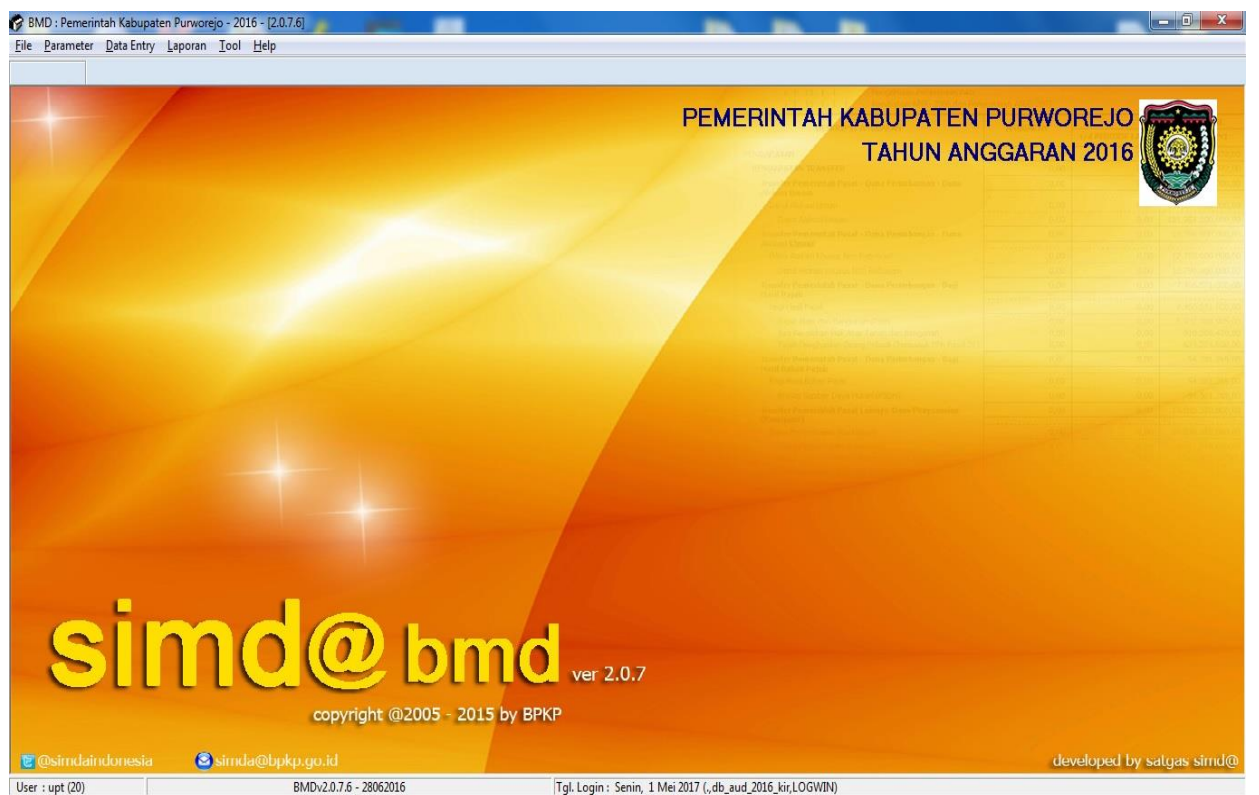 BMD : Pemerintah Kabupaten Purworejo - 2016 - [2.0.7.6]
File Parameter Data Entry Laporan Tool Help
PEMERINTAH KABUPATEN PURWOREJO
TAHUN ANGGARAN 2016
simd@ bmd ver 2.0.7
copyright @2005 - 2015 by BPKP
@simdaindonesia simda@bpkp.go.id developed by satgas simd@
User : upt (20) BMDv2.0.7.6 - 28062016 Tgl. Login : Senin, 1 Mei 2017 (.,db_aud_2016_kir,LOGWIN)